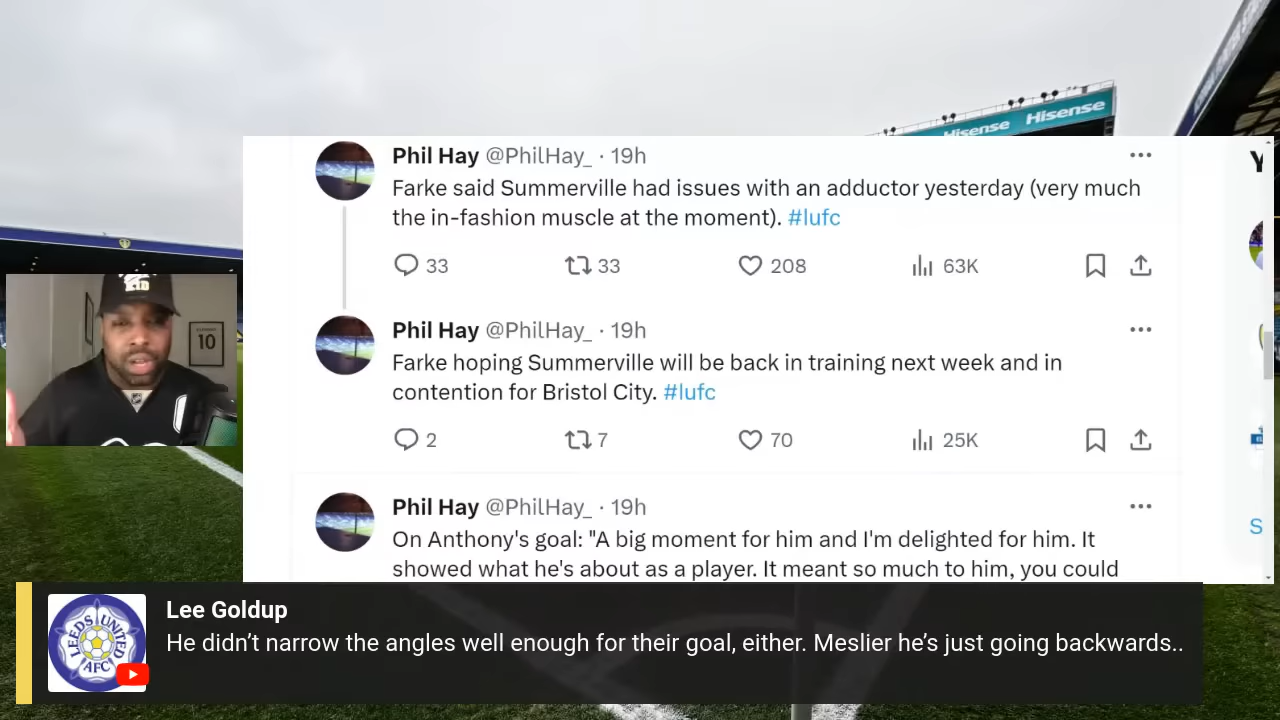 Hisense
Hisense
Phil Hay @PhilHay_ · 19h
Farke said Summerville had issues with an adductor yesterday (very much
the in-fashion muscle at the moment). #lufc
33 33 208 63K
Phil Hay @PhilHay_ · 19h
Farke hoping Summerville will be back in training next week and in
contention for Bristol City. #lufc
2 7 70 25K
Phil Hay @PhilHay_ · 19h
On Anthony's goal: "A big moment for him and I'm delighted for him. It
showed what he's about as a player. It meant so much to him, you could
Y
S
10
LEEDS UNITED
AFC
Lee Goldup
He didn’t narrow the angles well enough for their goal, either. Meslier he’s just going backwards..